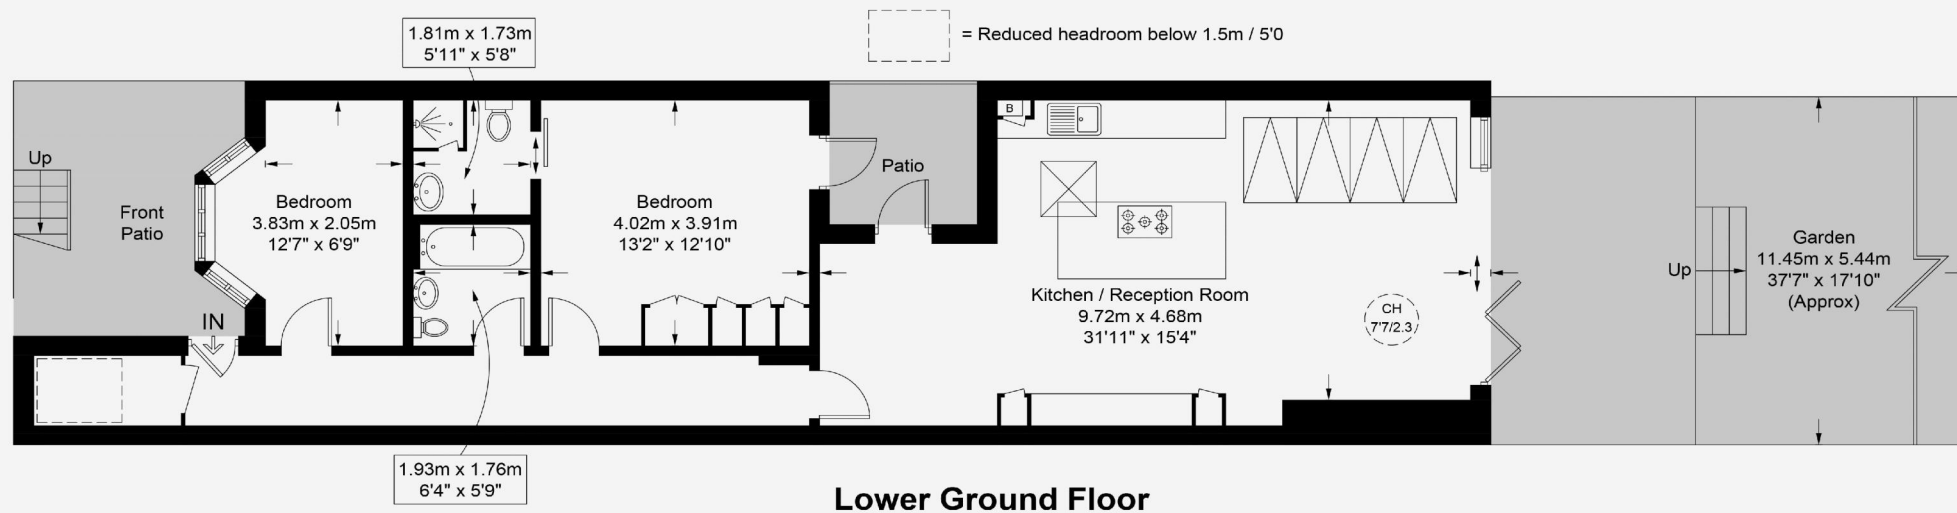 1.81m x 1.73m
5'11" x 5'8"
= Reduced headroom below 1.5m / 5'0
Up
Front
Patio
IN
Bedroom
3.83m x 2.05m
12'7" x 6'9"
Bedroom
4.02m x 3.91m
13'2" x 12'10"
Patio
B
Kitchen / Reception Room
9.72m x 4.68m
31'11" x 15'4"
CH
7'7/2.3
Up
Garden
11.45m x 5.44m
37'7" x 17'10"
(Approx)
1.93m x 1.76m
6'4" x 5'9"
Lower Ground Floor